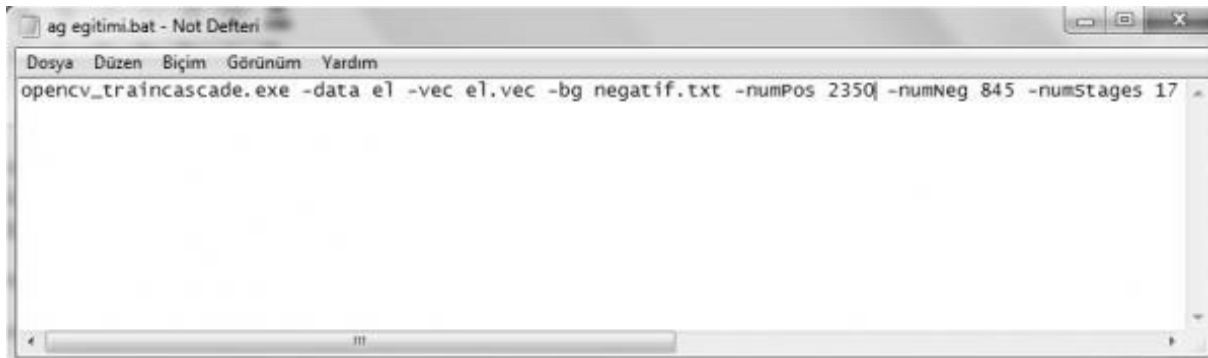 ag egitimi.bat - Not Defteri
Dosya Düzen Biçim Görünüm Yardım
opencv_traincascade.exe -data el -vec el.vec -bg negatif.txt -numPos 2350 -numNeg 845 -numStages 17